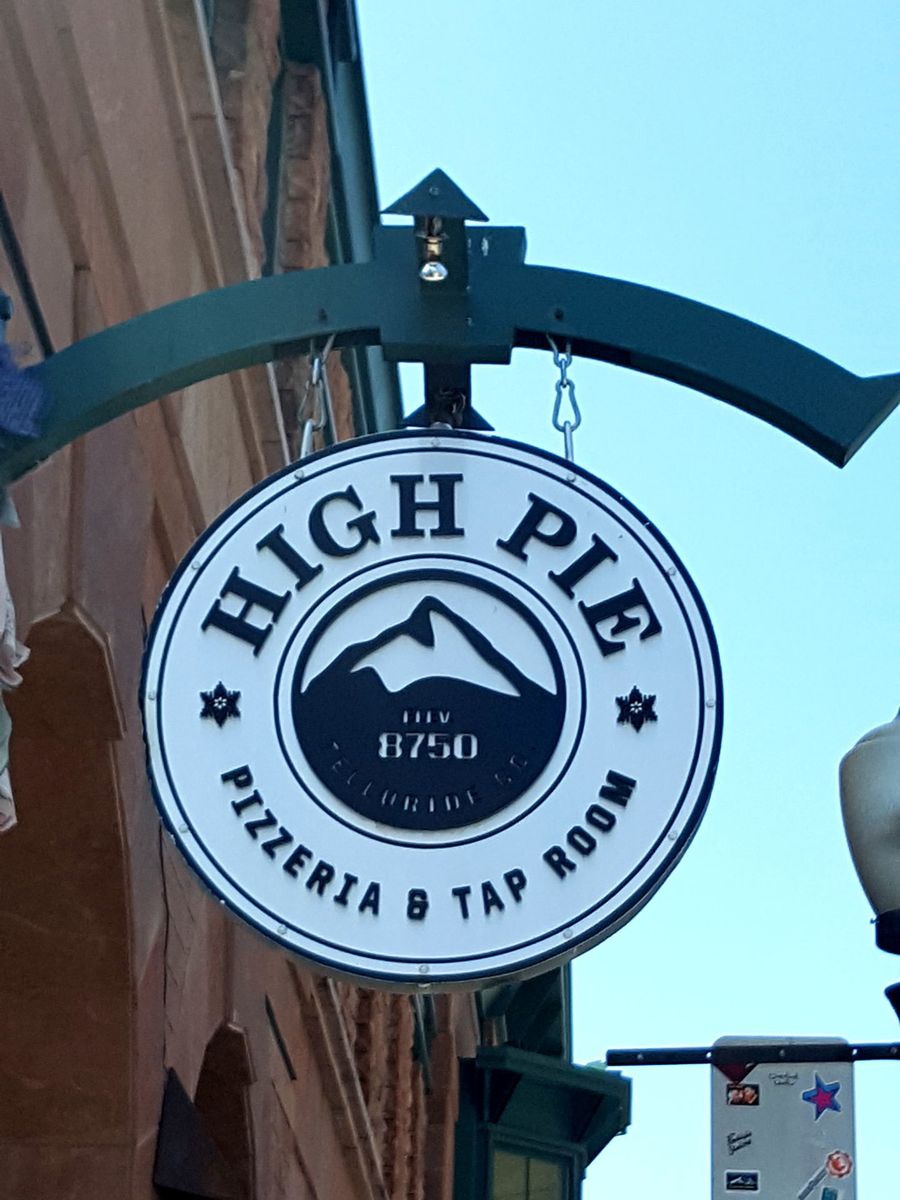 HIGH PIE
ELEV
8750
TELLURIDE CO.
PIZZERIA & TAP ROOM